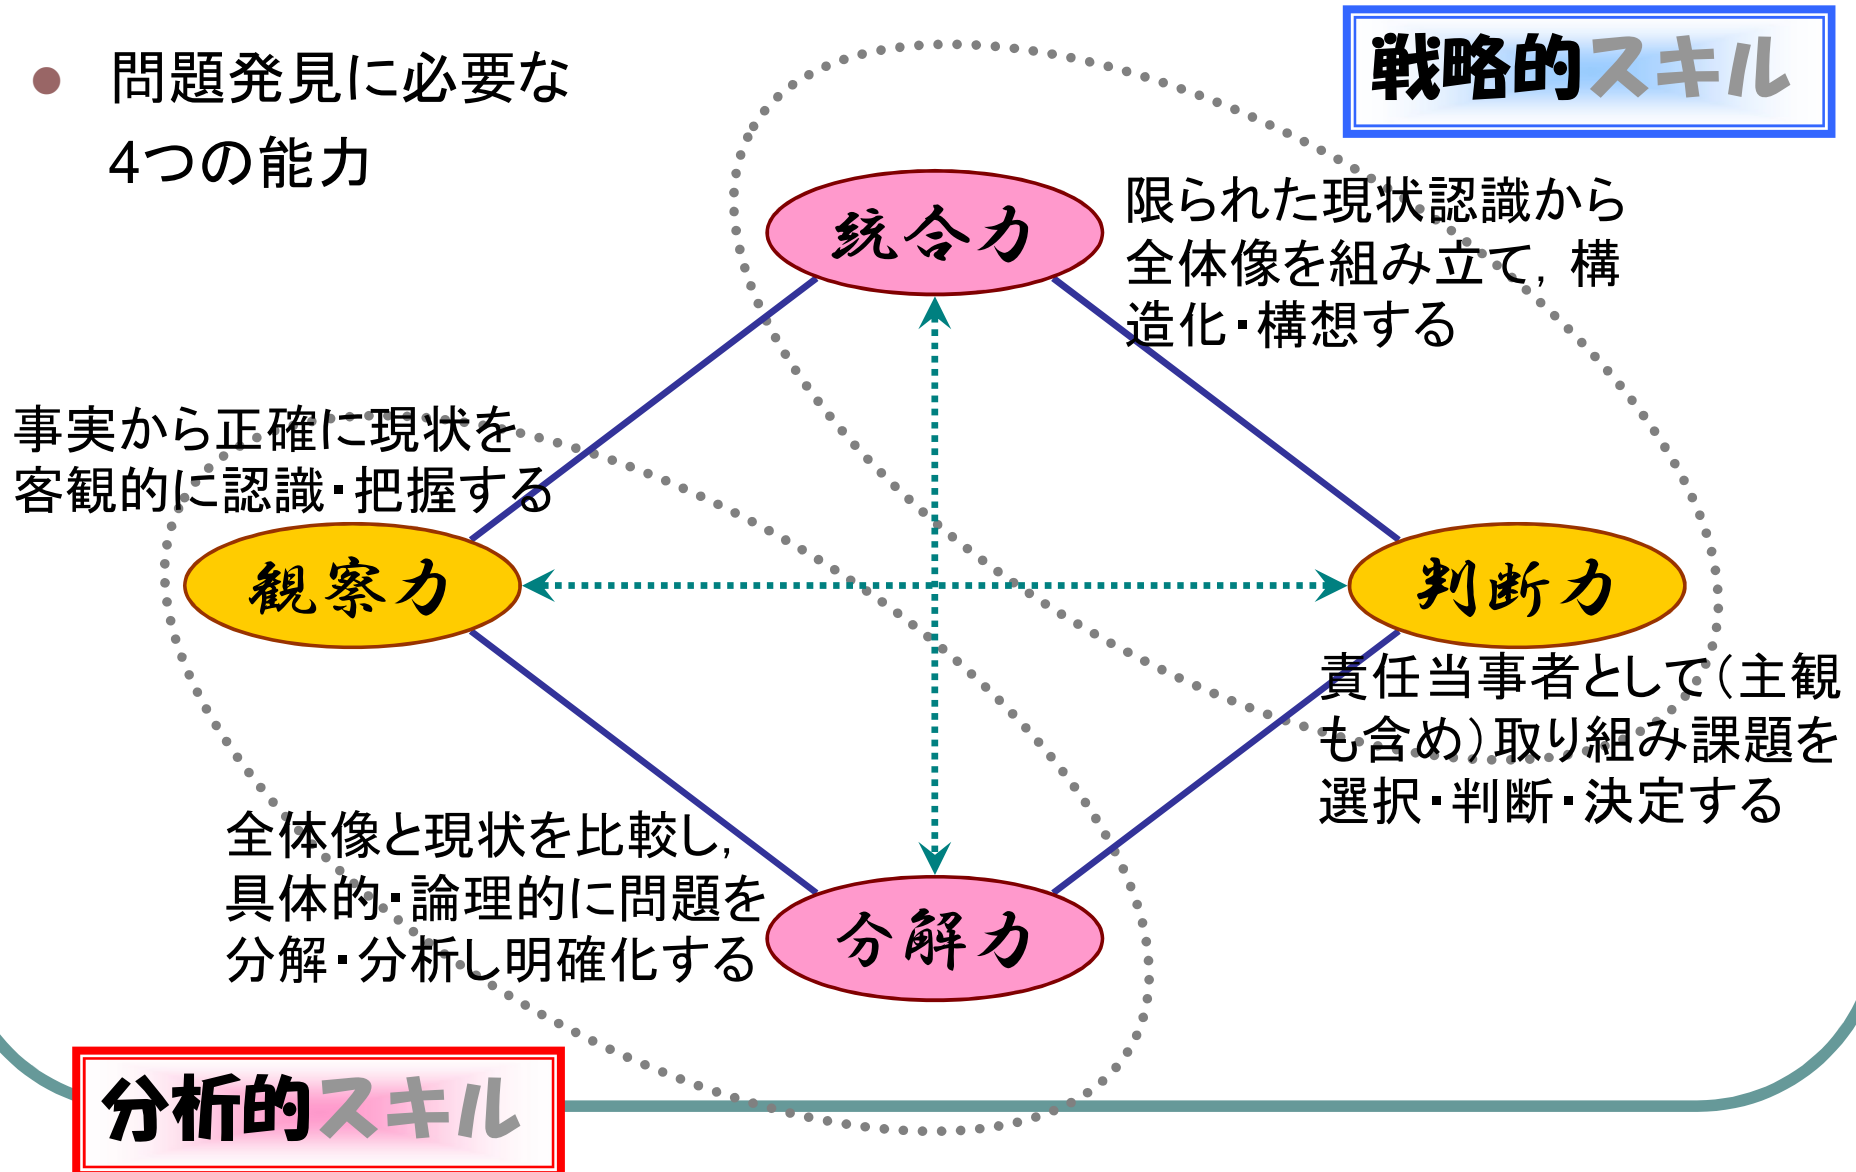 問題発見に必要な
4つの能力
戦略的スキル
統合力
限られた現状認識から
全体像を組み立て，構
造化・構想する
事実から正確に現状を
客観的に認識・把握する
観察力
判断力
責任当事者として（主観
も含め）取り組み課題を
選択・判断・決定する
全体像と現状を比較し，
具体的・論理的に問題を
分解・分析し明確化する
分解力
分析的スキル